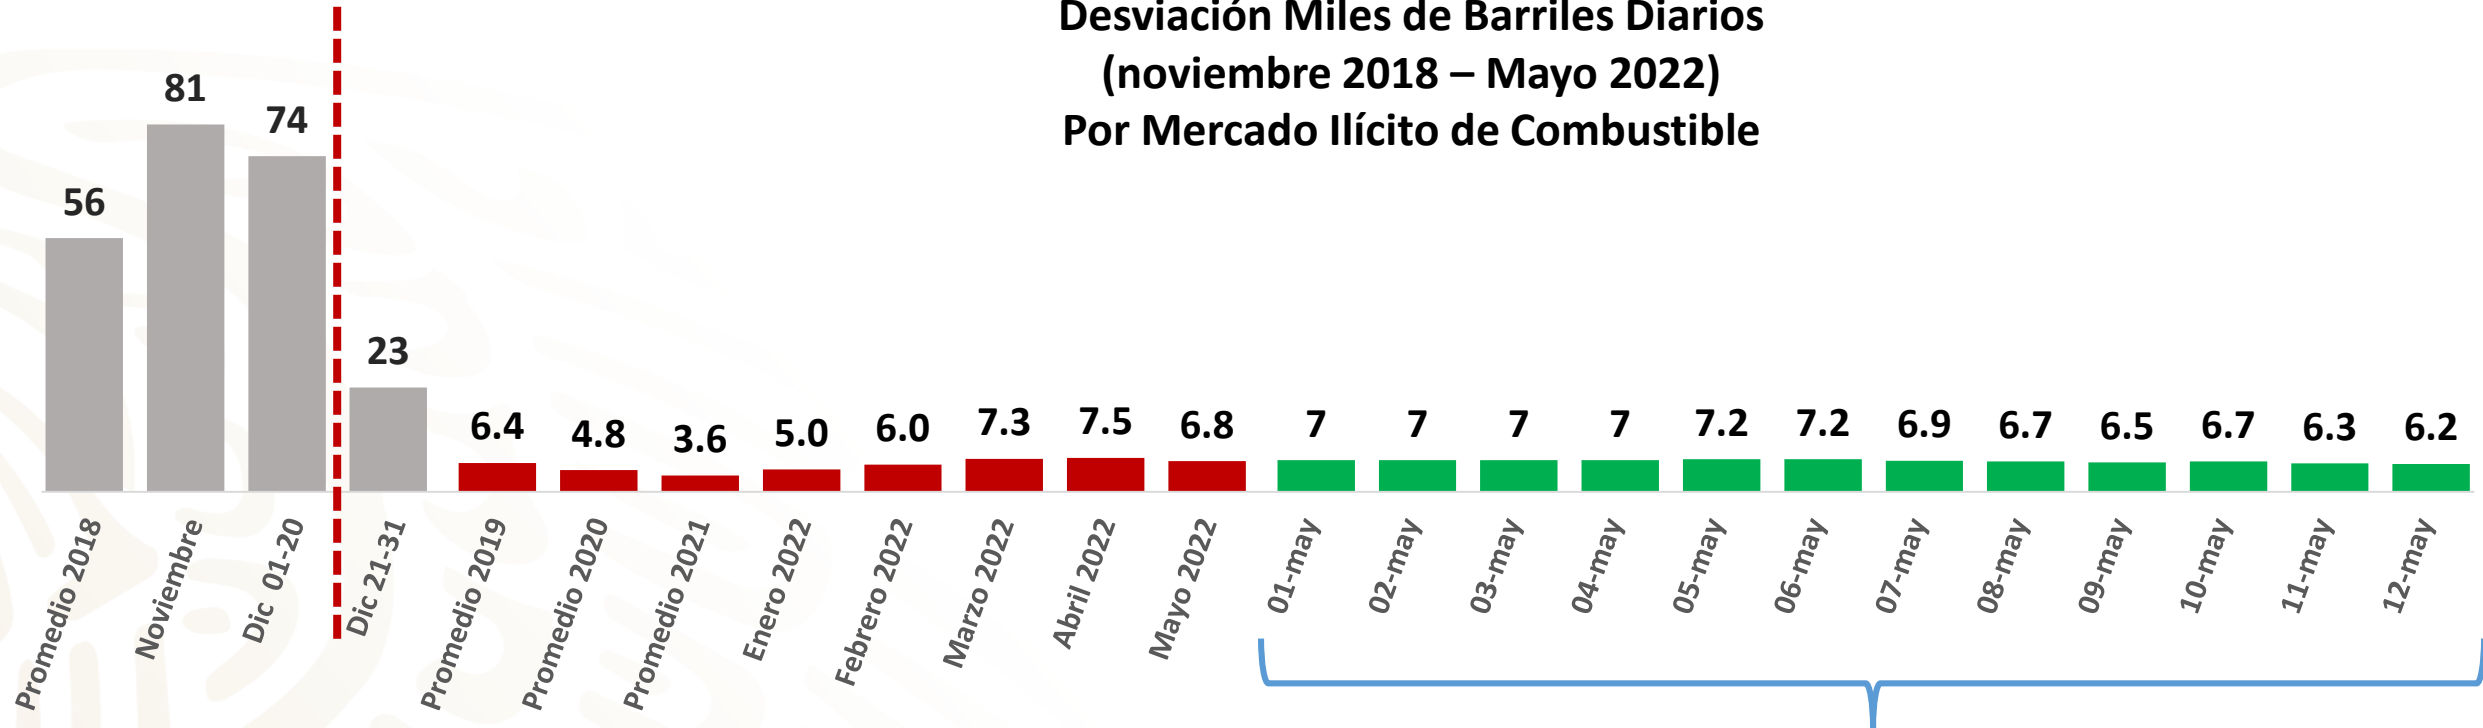 Desviación Miles de Barriles Diarios
(noviembre 2018 – Mayo 2022)
Por Mercado Ilícito de Combustible
56
81
74
23
6.4
4.8
3.6
5.0
6.0
7.3
7.5
6.8
7
7
7
7
7.2
7.2
6.9
6.7
6.5
6.7
6.3
6.2
Promedio 2018
Noviembre
Dic 01-20
Dic 21-31
Promedio 2019
Promedio 2020
Promedio 2021
Enero 2022
Febrero 2022
Marzo 2022
Abril 2022
Mayo 2022
01-may
02-may
03-may
04-may
05-may
06-may
07-may
08-may
09-may
10-may
11-may
12-may